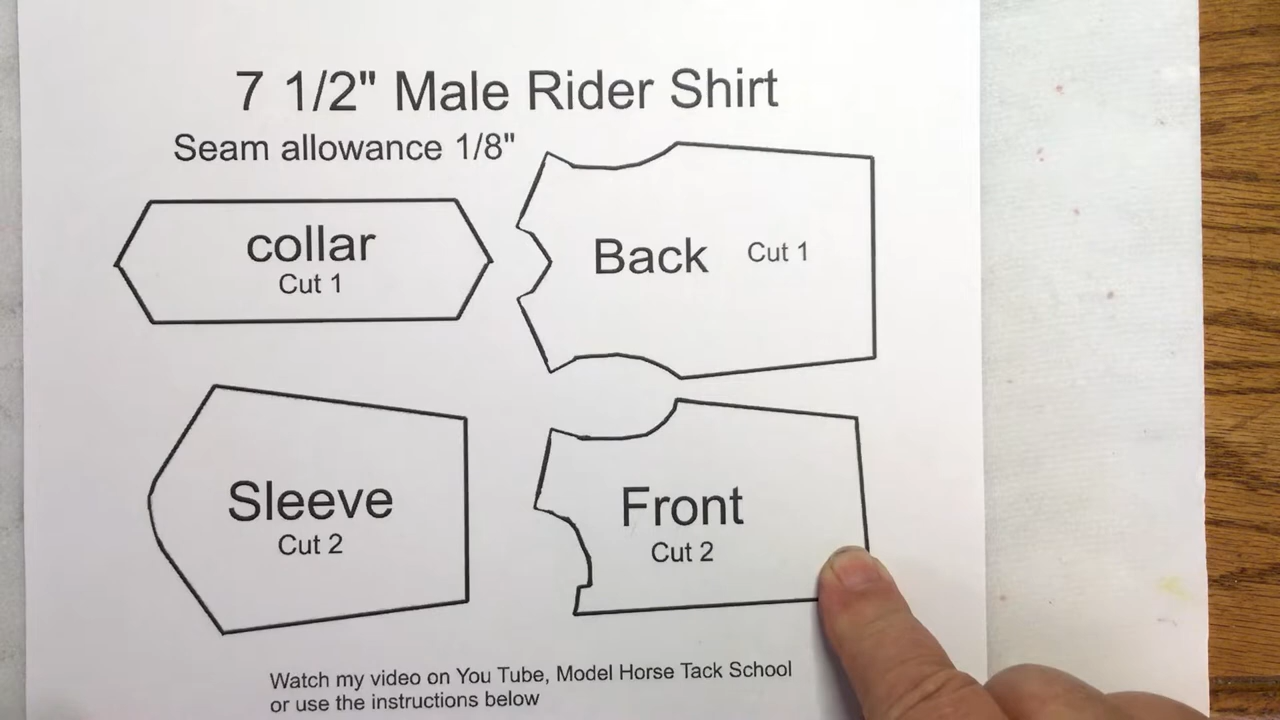 7 1/2" Male Rider Shirt
Seam allowance 1/8"
collar
Cut 1
Back Cut 1
Sleeve
Cut 2
Front
Cut 2
Watch my video on You Tube, Model Horse Tack School
or use the instructions below